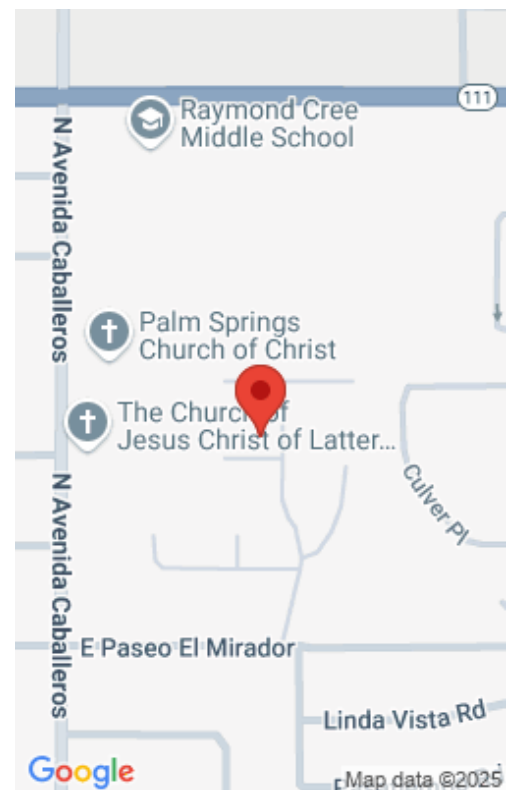 111
Raymond Cree
Middle School
N Avenida Caballeros
Palm Springs
Church of Christ
The Church of
Jesus Christ of Latter...
Culver Pl
N Avenida Caballeros
E Paseo El Mirador
Linda Vista Rd
Google
Map data ©2025